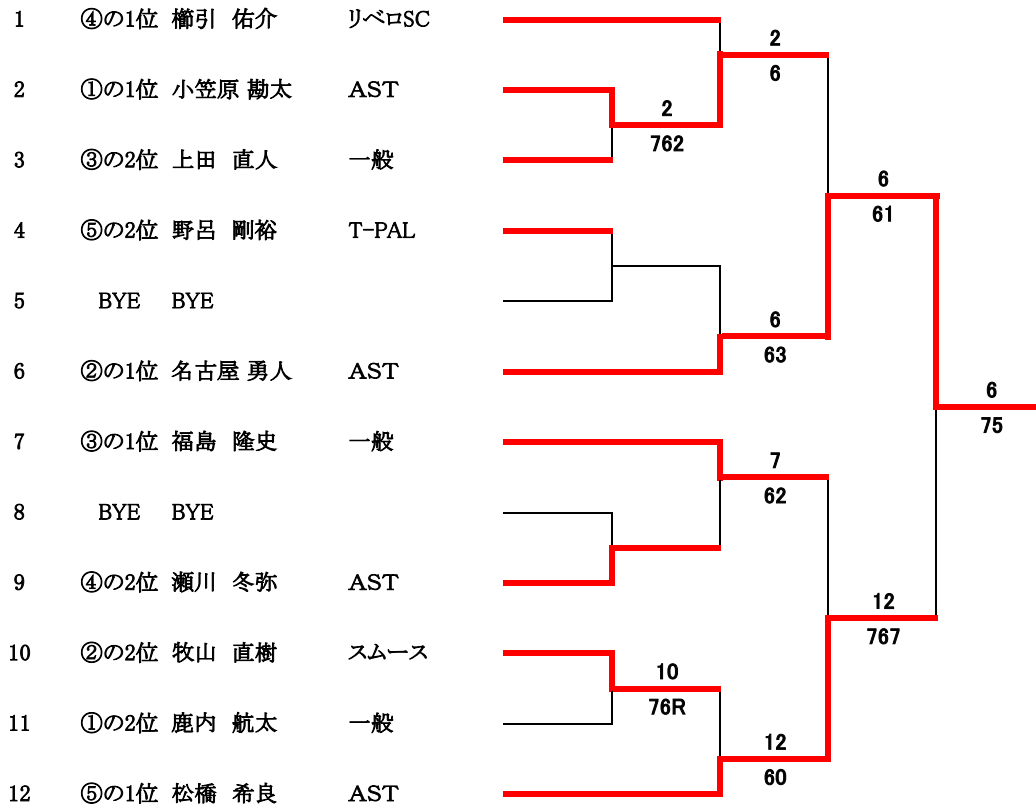 1 ④の1位 櫛引 佑介 リベロSC
2
6
2 ①の1位 小笠原 勘太 AST
2
762
3 ③の2位 上田 直人 一般
6
61
4 ⑤の2位 野呂 剛裕 T-PAL
5 BYE BYE
6
63
6 ②の1位 名古屋 勇人 AST
6
75
7 ③の1位 福島 隆史 一般
7
62
8 BYE BYE
9 ④の2位 瀬川 冬弥 AST
12
767
10 ②の2位 牧山 直樹 スムース
10
76R
11 ①の2位 鹿内 航太 一般
12
60
12 ⑤の1位 松橋 希良 AST